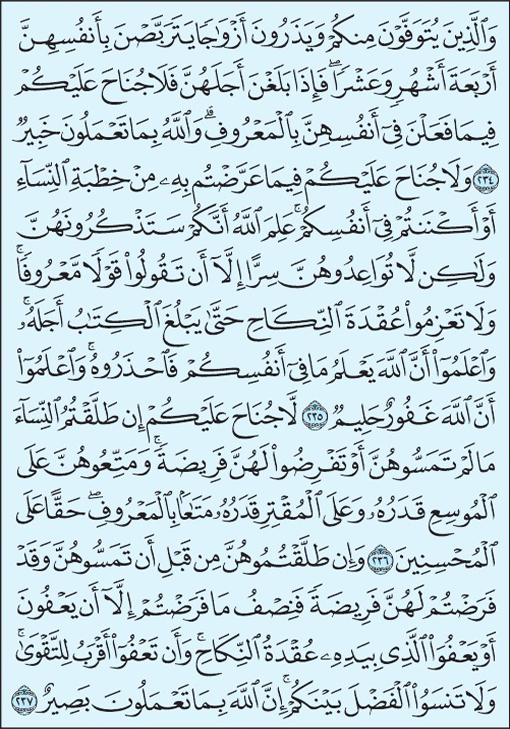 وَٱلَّذِينَ يُتَوَفَّوْنَ مِنكُمْ وَيَذَرُونَ أَزْوَٰجًا يَتَرَبَّصْنَ بِأَنفُسِهِنَّ
أَرْبَعَةَ أَشْهُرٍ وَعَشْرًا ۖ فَإِذَا بَلَغْنَ أَجَلَهُنَّ فَلَا جُنَاحَ عَلَيْكُمْ
فِيمَا فَعَلْنَ فِىٓ أَنفُسِهِنَّ بِٱلْمَعْرُوفِ ۗ وَٱللَّهُ بِمَا تَعْمَلُونَ خَبِيرٌ
٢٣٤ وَلَا جُنَاحَ عَلَيْكُمْ فِيمَا عَرَّضْتُم بِهِۦ مِنْ خِطْبَةِ ٱلنِّسَآءِ
أَوْ أَكْنَنتُمْ فِىٓ أَنفُسِكُمْ ۚ عَلِمَ ٱللَّهُ أَنَّكُمْ سَتَذْكُرُونَهُنَّ
وَلَٰكِن لَّا تُوَاعِدُوهُنَّ سِرًّا إِلَّآ أَن تَقُولُوا۟ قَوْلًا مَّعْرُوفًا ۚ
وَلَا تَعْزِمُوا۟ عُقْدَةَ ٱلنِّكَاحِ حَتَّىٰ يَبْلُغَ ٱلْكِتَٰبُ أَجَلَهُۥ ۚ
وَٱعْلَمُوٓا۟ أَنَّ ٱللَّهَ يَعْلَمُ مَا فِىٓ أَنفُسِكُمْ فَٱحْذَرُوهُ ۚ وَٱعْلَمُوٓا۟
أَنَّ ٱللَّهَ غَفُورٌ حَلِيمٌ ٢٣٥ لَّا جُنَاحَ عَلَيْكُمْ إِن طَلَّقْتُمُ ٱلنِّسَآءَ
مَا لَمْ تَمَسُّوهُنَّ أَوْ تَفْرِضُوا۟ لَهُنَّ فَرِيضَةً ۚ وَمَتِّعُوهُنَّ عَلَى
ٱلْمُوسِعِ قَدَرُهُۥ وَعَلَى ٱلْمُقْتِرِ قَدَرُهُۥ مَتَٰعًۢا بِٱلْمَعْرُوفِ ۖ حَقًّا عَلَى
ٱلْمُحْسِنِينَ ٢٣٦ وَإِن طَلَّقْتُمُوهُنَّ مِن قَبْلِ أَن تَمَسُّوهُنَّ وَقَدْ
فَرَضْتُمْ لَهُنَّ فَرِيضَةً فَنِصْفُ مَا فَرَضْتُمْ إِلَّآ أَن يَعْفُونَ
أَوْ يَعْفُوَا۟ ٱلَّذِى بِيَدِهِۦ عُقْدَةُ ٱلنِّكَاحِ ۚ وَأَن تَعْفُوٓا۟ أَقْرَبُ لِلتَّقْوَىٰ ۚ
وَلَا تَنسَوُا۟ ٱلْفَضْلَ بَيْنَكُمْ ۚ إِنَّ ٱللَّهَ بِمَا تَعْمَلُونَ بَصِيرٌ ٢٣٧